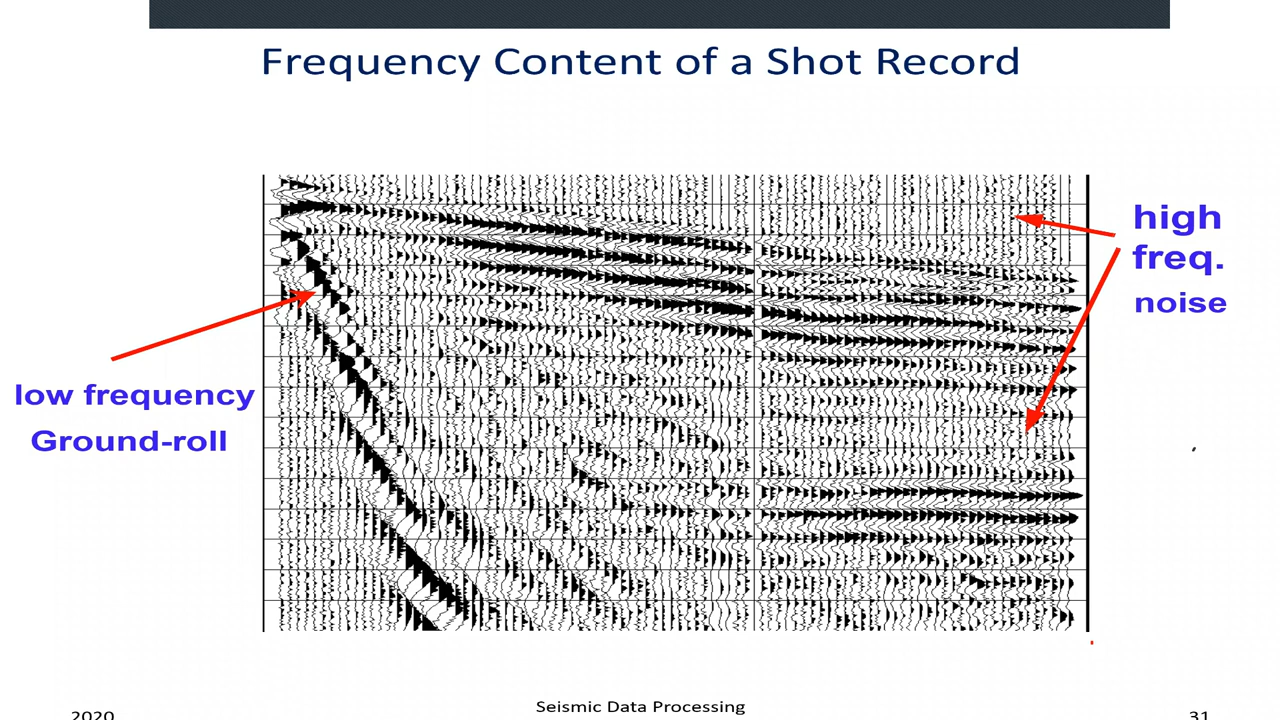 Frequency Content of a Shot Record
high
freq.
noise
low frequency
Ground-roll
2020
Seismic Data Processing
31